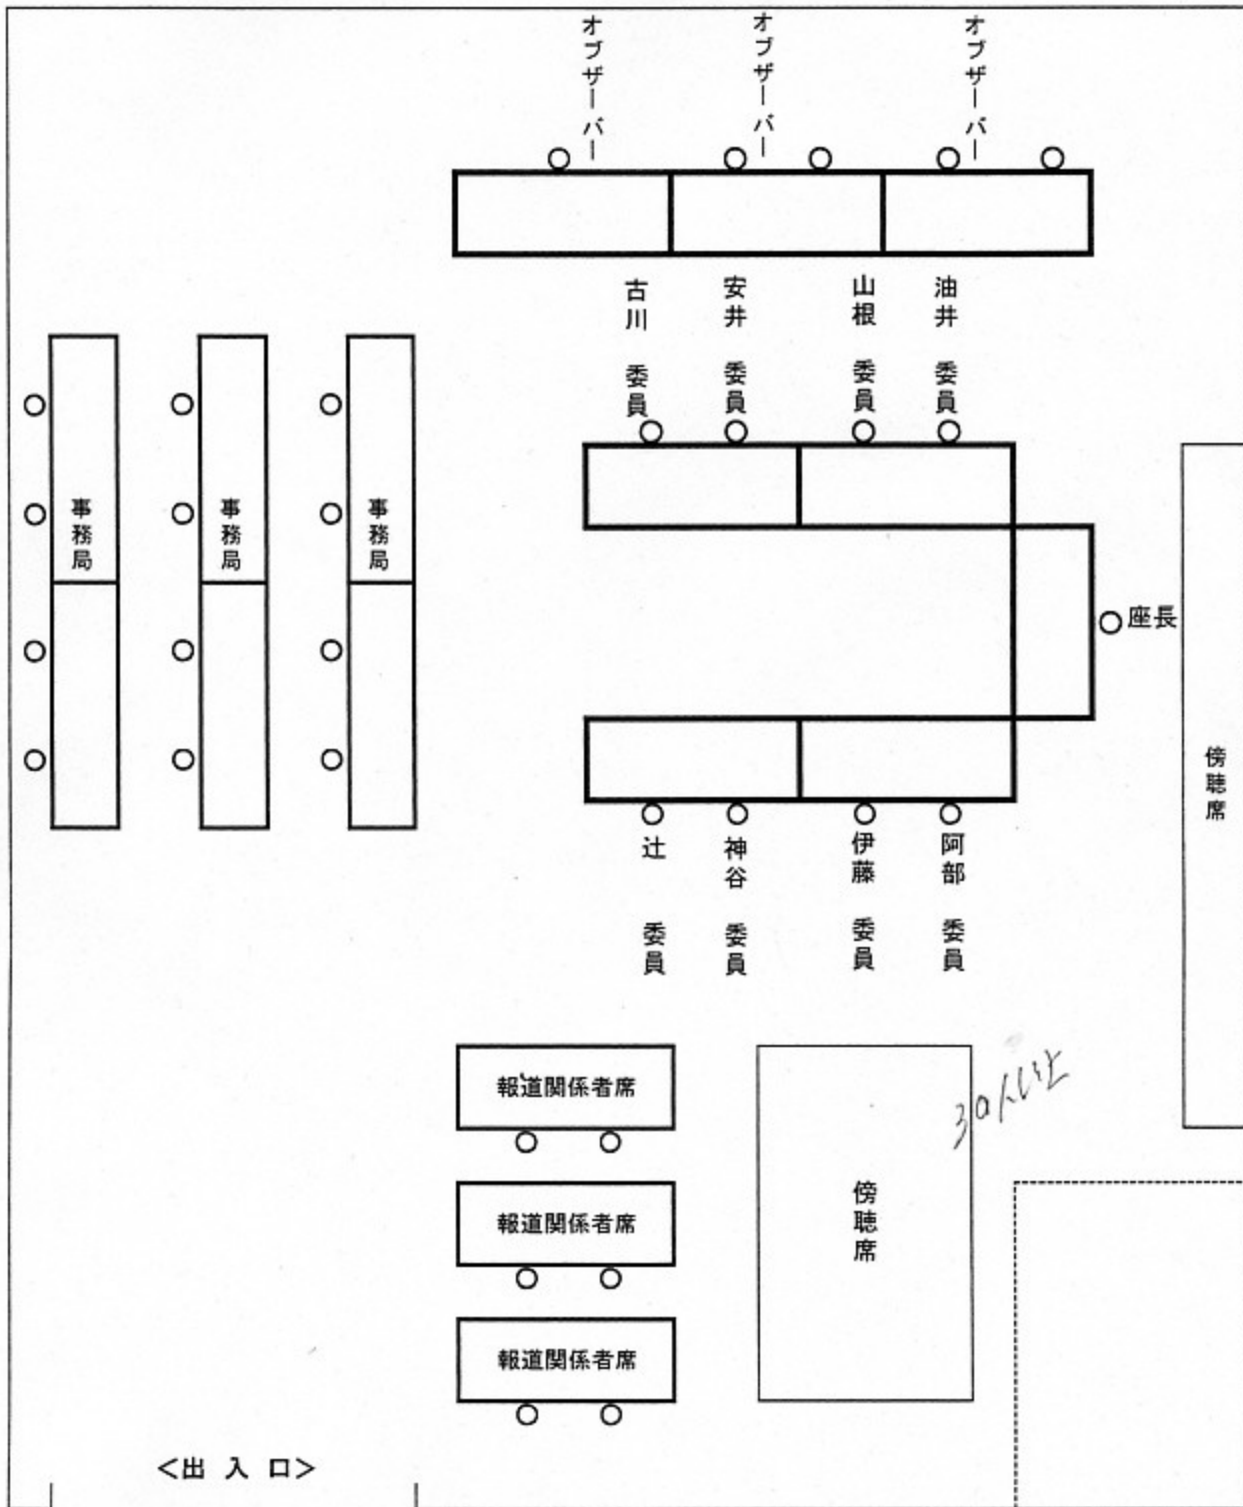 オブザーバー
オブザーバー
オブザーバー
古川 委員
安井 委員
山根 委員
油井 委員
事務局
事務局
事務局
座長
傍聴席
辻 委員
神谷 委員
伊藤 委員
阿部 委員
報道関係者席
報道関係者席
報道関係者席
傍聴席
30人以上
<出 入 口>